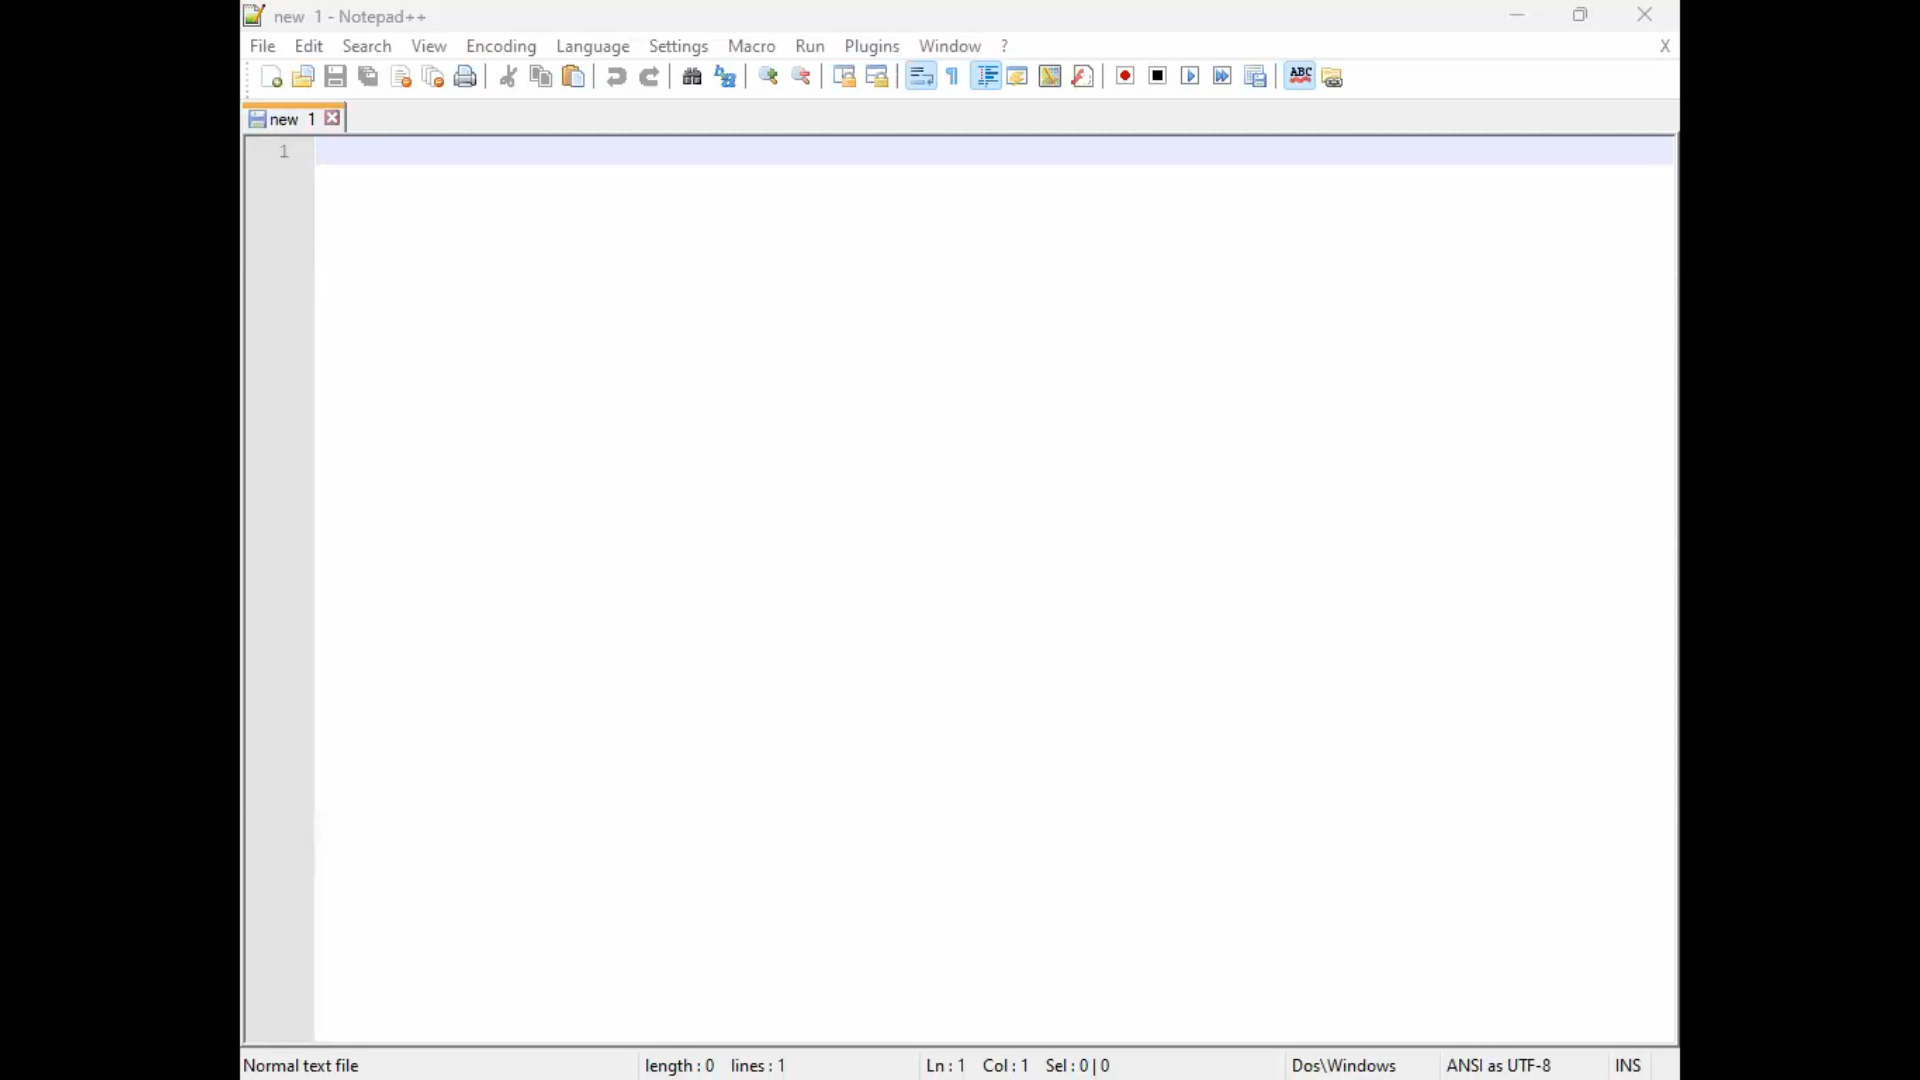 new 1 - Notepad++
File Edit Search View Encoding Language Settings Macro Run Plugins Window ? X
ABC
new 1
1
Normal text file length : 0 lines : 1 Ln : 1 Col : 1 Sel : 0 | 0 Dos\Windows ANSI as UTF-8 INS